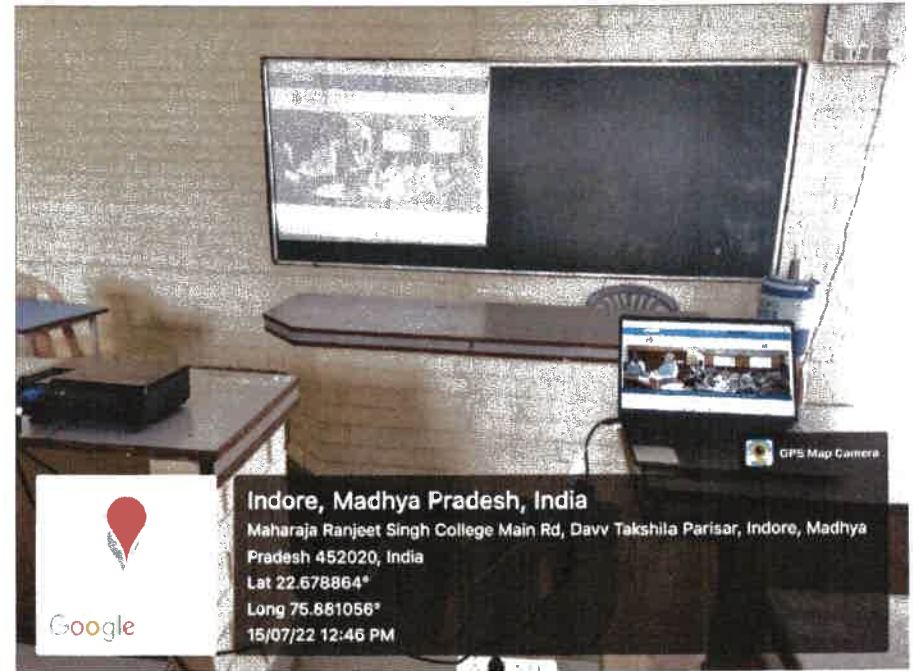 GPS Map Camera
Indore, Madhya Pradesh, India
Maharaja Ranjeet Singh College Main Rd, Davv Takshila Parisar, Indore, Madhya
Pradesh 452020, India
Lat 22.678864°
Long 75.881056°
15/07/22 12:46 PM
Google